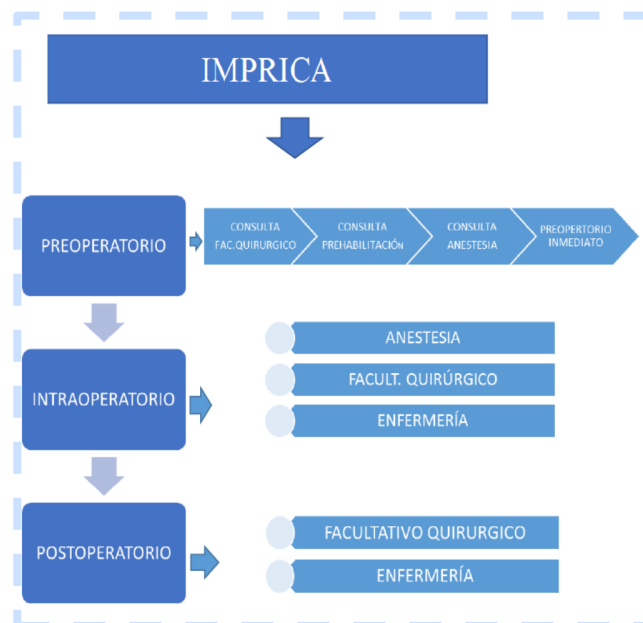 IMPRICA
PREOPERATORIO
CONSULTA
FAC.QUIRURGICO
CONSULTA
PREHABILITACIÓN
CONSULTA
ANESTESIA
PREOPERTORIO
INMEDIATO
INTRAOPERATORIO
ANESTESIA
FACULT. QUIRÚRGICO
ENFERMERÍA
POSTOPERATORIO
FACULTATIVO QUIRURGICO
ENFERMERÍA